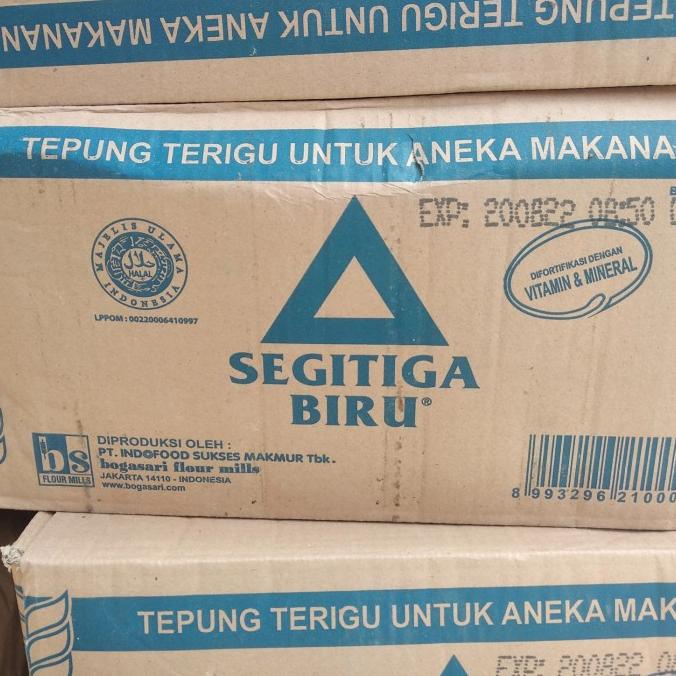 TEPUNG TERIGU UNTUK ANEKA MAKANAN
TEPUNG TERIGU UNTUK ANEKA MAKANA
EXP: 200822 08:50
MAJELIS ULAMA
حلال
HALAL
INDONESIA
LPPOM : 00220006410997
DIFORTIFIKASI DENGAN
VITAMIN & MINERAL
SEGITIGA
BIRU®
bs
FLOUR MILLS
DIPRODUKSI OLEH :
PT. INDOFOOD SUKSES MAKMUR Tbk.
bogasari flour mills
JAKARTA 14110 - INDONESIA
www.bogasari.com
8 993296 21000
TEPUNG TERIGU UNTUK ANEKA MAK
EXP: 200822